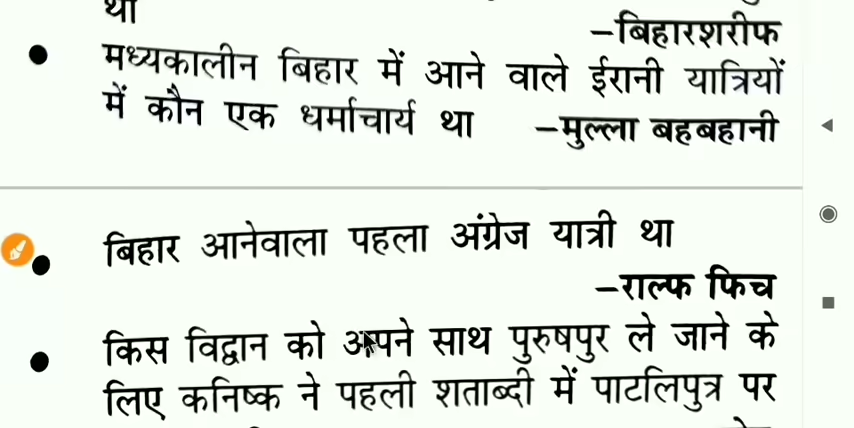 था
–बिहारशरीफ
मध्यकालीन बिहार में आने वाले ईरानी यात्रियों
में कौन एक धर्माचार्य था –मुल्ला बहबहानी
बिहार आनेवाला पहला अंग्रेज यात्री था
–राल्फ फिच
किस विद्वान को अपने साथ पुरुषपुर ले जाने के
लिए कनिष्क ने पहली शताब्दी में पाटलिपुत्र पर